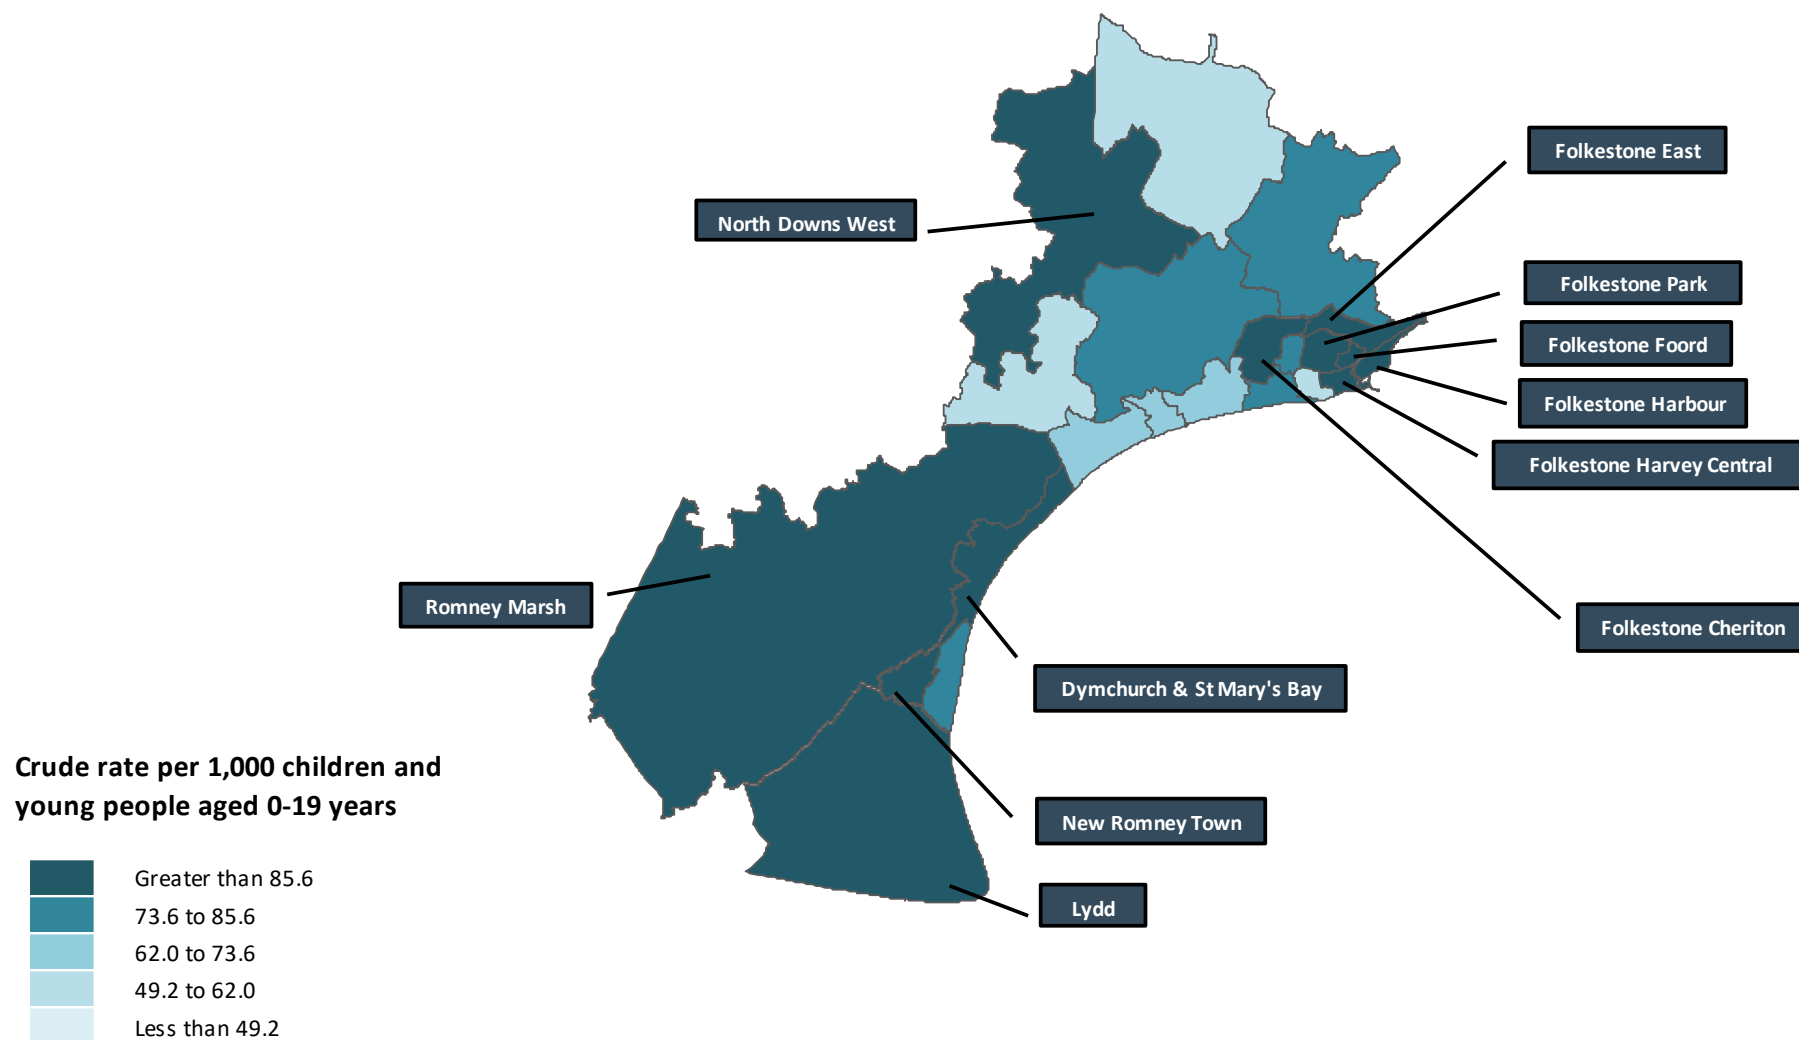 Folkestone East
North Downs West
Folkestone Park
Folkestone Foord
Folkestone Harbour
Folkestone Harvey Central
Romney Marsh
Folkestone Cheriton
Dymchurch & St Mary's Bay
New Romney Town
Lydd
Crude rate per 1,000 children and
young people aged 0-19 years
Greater than 85.6
73.6 to 85.6
62.0 to 73.6
49.2 to 62.0
Less than 49.2